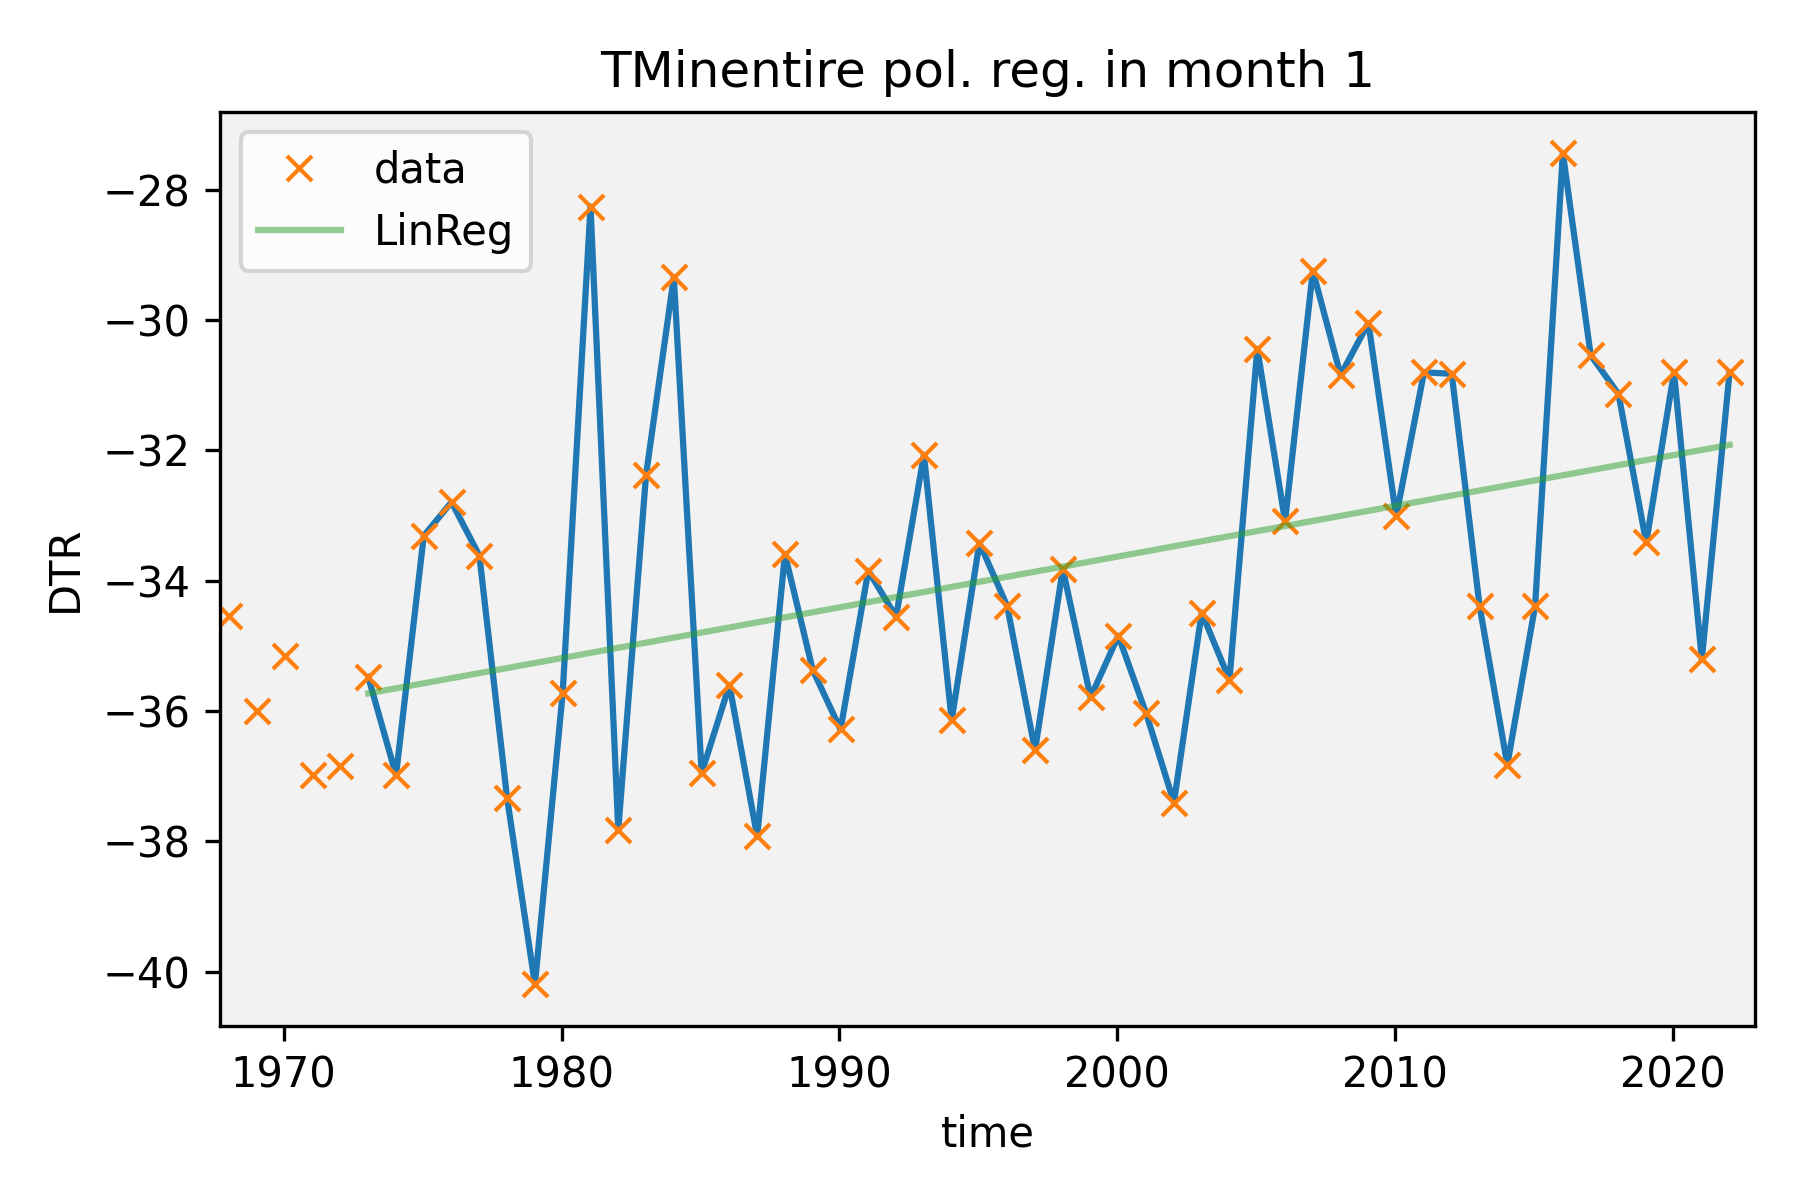 TMinentire pol. reg. in month 1
data
LinReg
DTR
−28
−30
−32
−34
−36
−38
−40
1970 1980 1990 2000 2010 2020
time